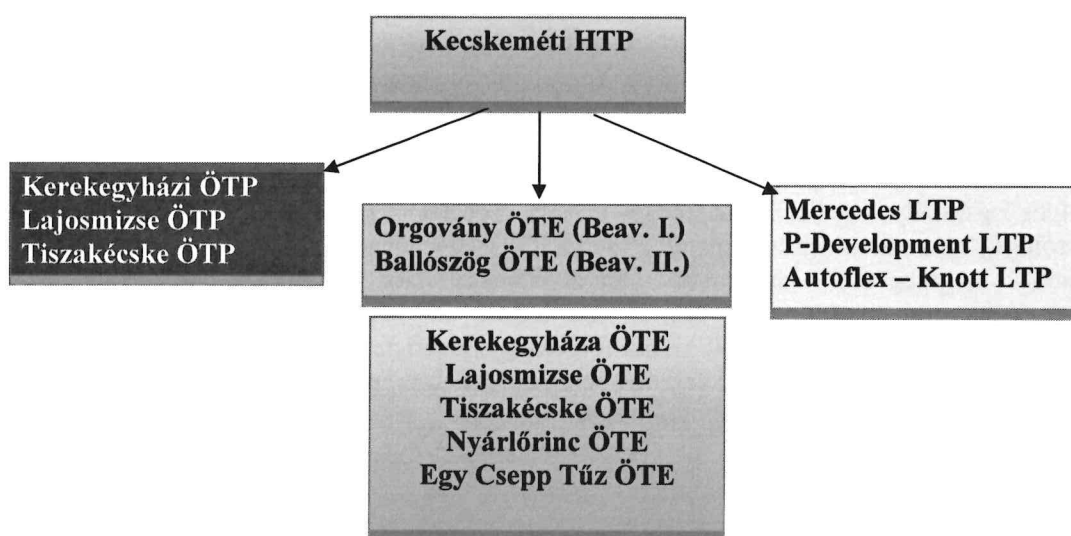 Kecskeméti HTP
Kerekegyházi ÖTP
Lajosmizse ÖTP
Tiszakécske ÖTP
Orgovány ÖTE (Beav. I.)
Ballószög ÖTE (Beav. II.)
Mercedes LTP
P-Development LTP
Autoflex – Knott LTP
Kerekegyháza ÖTE
Lajosmizse ÖTE
Tiszakécske ÖTE
Nyárlőrinc ÖTE
Egy Csepp Tűz ÖTE